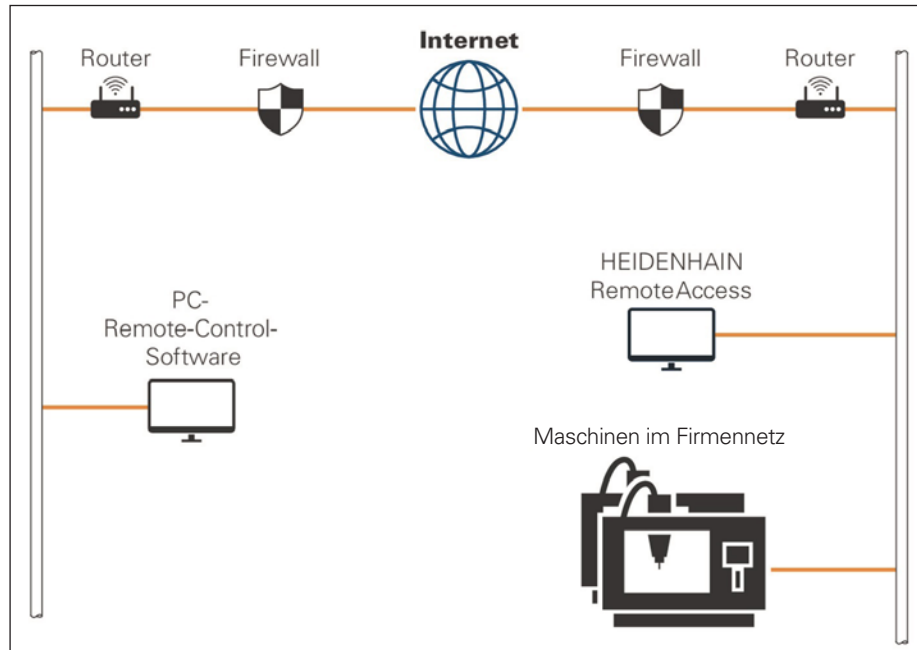 Internet
Router
Firewall
Firewall
Router
HEIDENHAIN
RemoteAccess
PC-
Remote-Control-
Software
Maschinen im Firmennetz